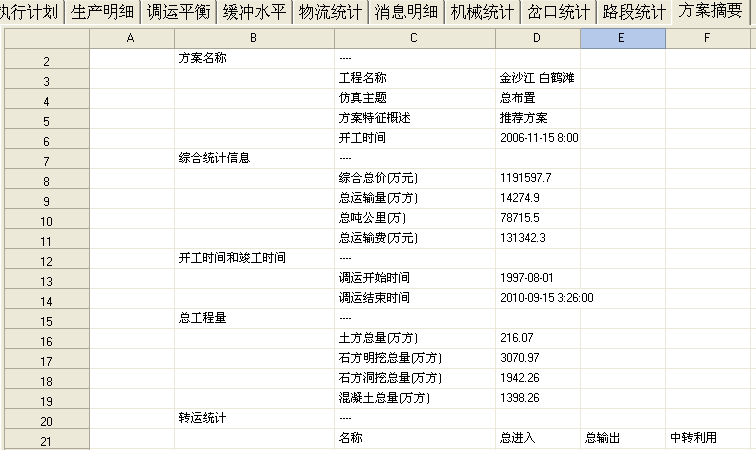 执行计划 生产明细 调运平衡 缓冲水平 物流统计 消息明细 机械统计 岔口统计 路段统计 方案摘要
A B C D E F
2 方案名称 ----
3 工程名称 金沙江 白鹤滩
4 仿真主题 总布置
5 方案特征概述 推荐方案
6 开工时间 2006-11-15 8:00
7 综合统计信息 ----
8 综合总价(万元) 1191597.7
9 总运输量(万方) 14274.9
10 总吨公里(万) 78715.5
11 总运输费(万元) 131342.3
12 开工时间和竣工时间 ----
13 调运开始时间 1997-08-01
14 调运结束时间 2010-09-15 3:26:00
15 总工程量 ----
16 土方总量(万方) 216.07
17 石方明挖总量(万方) 3070.97
18 石方洞挖总量(万方) 1942.26
19 混凝土总量(万方) 1398.26
20 转运统计 ----
21 名称 总进入 总输出 中转利用